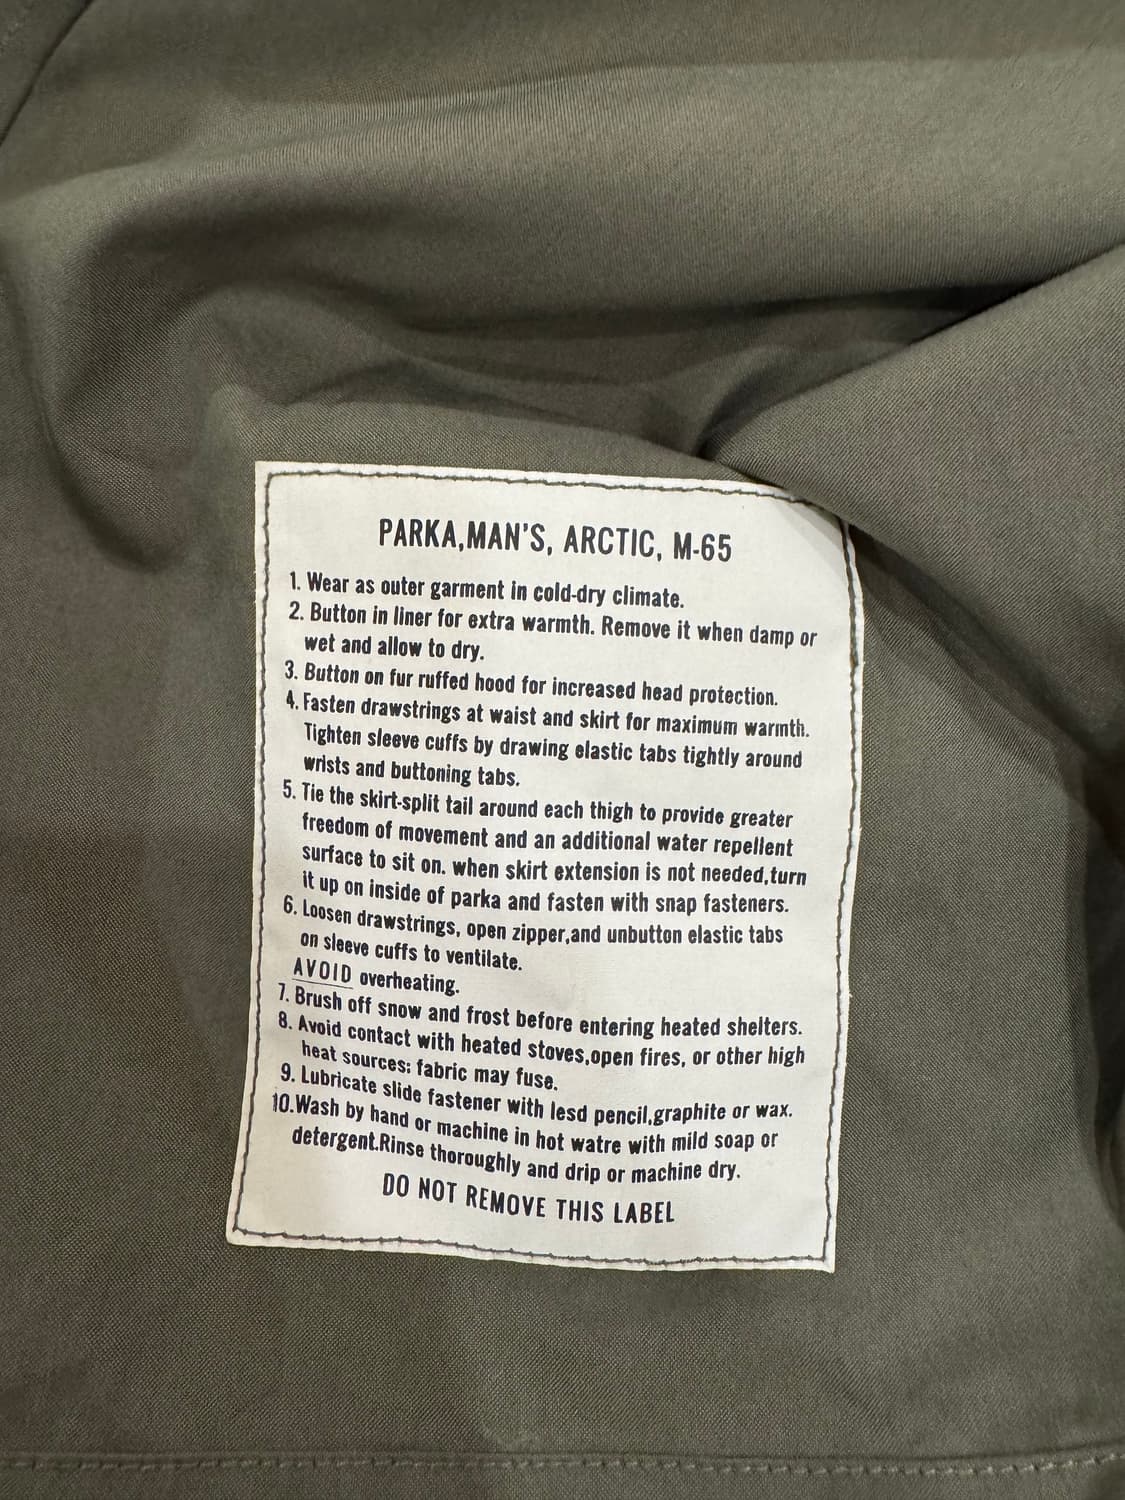 PARKA,MAN'S, ARCTIC, M-65
1. Wear as outer garment in cold-dry climate.
2. Button in liner for extra warmth. Remove it when damp or
wet and allow to dry.
3. Button on fur ruffed hood for increased head protection.
4. Fasten drawstrings at waist and skirt for maximum warmth.
Tighten sleeve cuffs by drawing elastic tabs tightly around
wrists and buttoning tabs.
5. Tie the skirt-split tail around each thigh to provide greater
freedom of movement and an additional water repellent
surface to sit on. when skirt extension is not needed,turn
it up on inside of parka and fasten with snap fasteners.
6. Loosen drawstrings, open zipper,and unbutton elastic tabs
on sleeve cuffs to ventilate.
AVOID overheating.
7. Brush off snow and frost before entering heated shelters.
8. Avoid contact with heated stoves,open fires, or other high
heat sources: fabric may fuse.
9. Lubricate slide fastener with lesd pencil,graphite or wax.
10.Wash by hand or machine in hot watre with mild soap or
detergent.Rinse thoroughly and drip or machine dry.
DO NOT REMOVE THIS LABEL